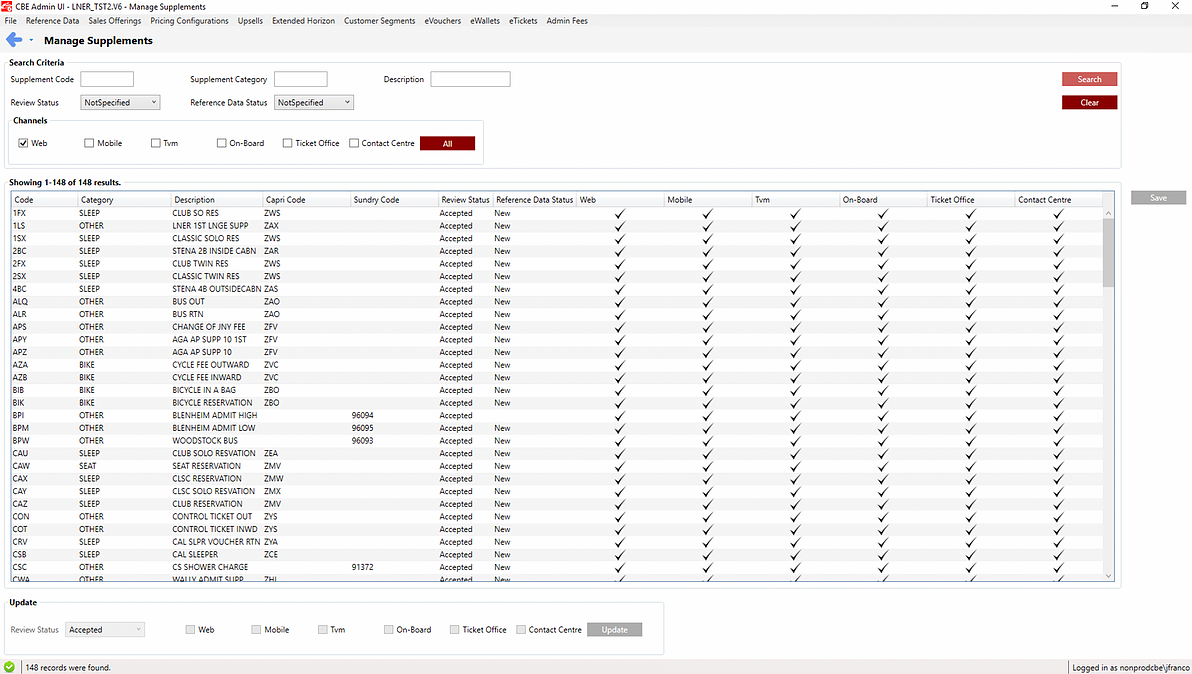 CBE Admin UI - LNER_TST2.V6 - Manage Supplements
File Reference Data Sales Offerings Pricing Configurations Upsells Extended Horizon Customer Segments eVouchers eWallets eTickets Admin Fees
Manage Supplements
Search Criteria
Supplement Code Supplement Category Description Search
Review Status NotSpecified Reference Data Status NotSpecified Clear
Channels
Web Mobile Tvm On-Board Ticket Office Contact Centre All
Showing 1-148 of 148 results.
Code Category Description Capri Code Sundry Code Review Status Reference Data Status Web Mobile Tvm On-Board Ticket Office Contact Centre Save
1FX SLEEP CLUB SO RES ZWS Accepted New
1LS OTHER LNER 1ST LNGE SUPP ZAX Accepted New
1SX SLEEP CLASSIC SOLO RES ZWS Accepted New
2BC SLEEP STENA 2B INSIDE CABN ZAR Accepted New
2FX SLEEP CLUB TWIN RES ZWS Accepted New
2SX SLEEP CLASSIC TWIN RES ZWS Accepted New
4BC SLEEP STENA 4B OUTSIDECABN ZAS Accepted New
ALQ OTHER BUS OUT ZAO Accepted New
ALR OTHER BUS RTN ZAO Accepted New
APS OTHER CHANGE OF JNY FEE ZFV Accepted New
APY OTHER AGA AP SUPP 10 1ST ZFV Accepted New
APZ OTHER AGA AP SUPP 10 ZFV Accepted New
AZA BIKE CYCLE FEE OUTWARD ZVC Accepted New
AZB BIKE CYCLE FEE INWARD ZVC Accepted New
BIB BIKE BICYCLE IN A BAG ZBO Accepted New
BIK BIKE BICYCLE RESERVATION ZBO Accepted New
BPI OTHER BLENHEIM ADMIT HIGH 96094 Accepted
BPM OTHER BLENHEIM ADMIT LOW 96095 Accepted New
BPW OTHER WOODSTOCK BUS 96093 Accepted New
CAU SLEEP CLUB SOLO RESVATION ZEA Accepted New
CAW SEAT SEAT RESERVATION ZMV Accepted New
CAX SLEEP CLSC RESERVATION ZMW Accepted New
CAY SLEEP CLSC SOLO RESVATION ZMX Accepted New
CAZ SLEEP CLUB RESERVATION ZMV Accepted New
CON OTHER CONTROL TICKET OUT ZYS Accepted New
COT OTHER CONTROL TICKET INWD ZYS Accepted New
CRV SLEEP CAL SLPR VOUCHER RTN ZYA Accepted New
CSB SLEEP CAL SLEEPER ZCE Accepted New
CSC OTHER CS SHOWER CHARGE 91372 Accepted New
CWA OTHER WALLY ADMIT SUPP ZHL Accepted New
Update
Review Status Accepted Web Mobile Tvm On-Board Ticket Office Contact Centre Update
148 records were found. Logged in as nonprodcbe\jfranco